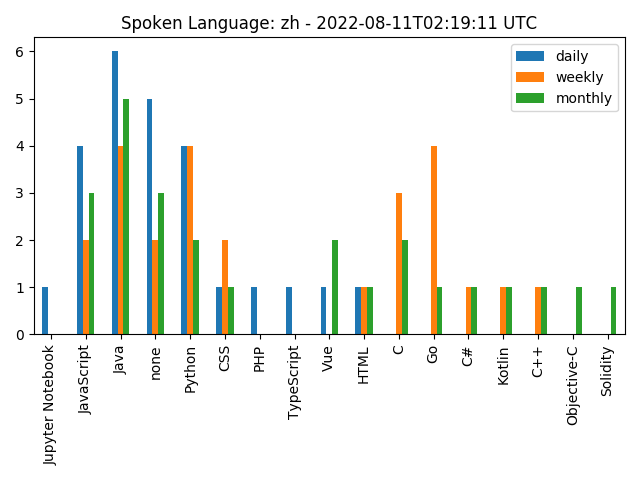 Spoken Language: zh - 2022-08-11T02:19:11 UTC
daily
weekly
monthly
6
5
4
3
2
1
0
Jupyter Notebook
JavaScript
Java
none
Python
CSS
PHP
TypeScript
Vue
HTML
C
Go
C#
Kotlin
C++
Objective-C
Solidity